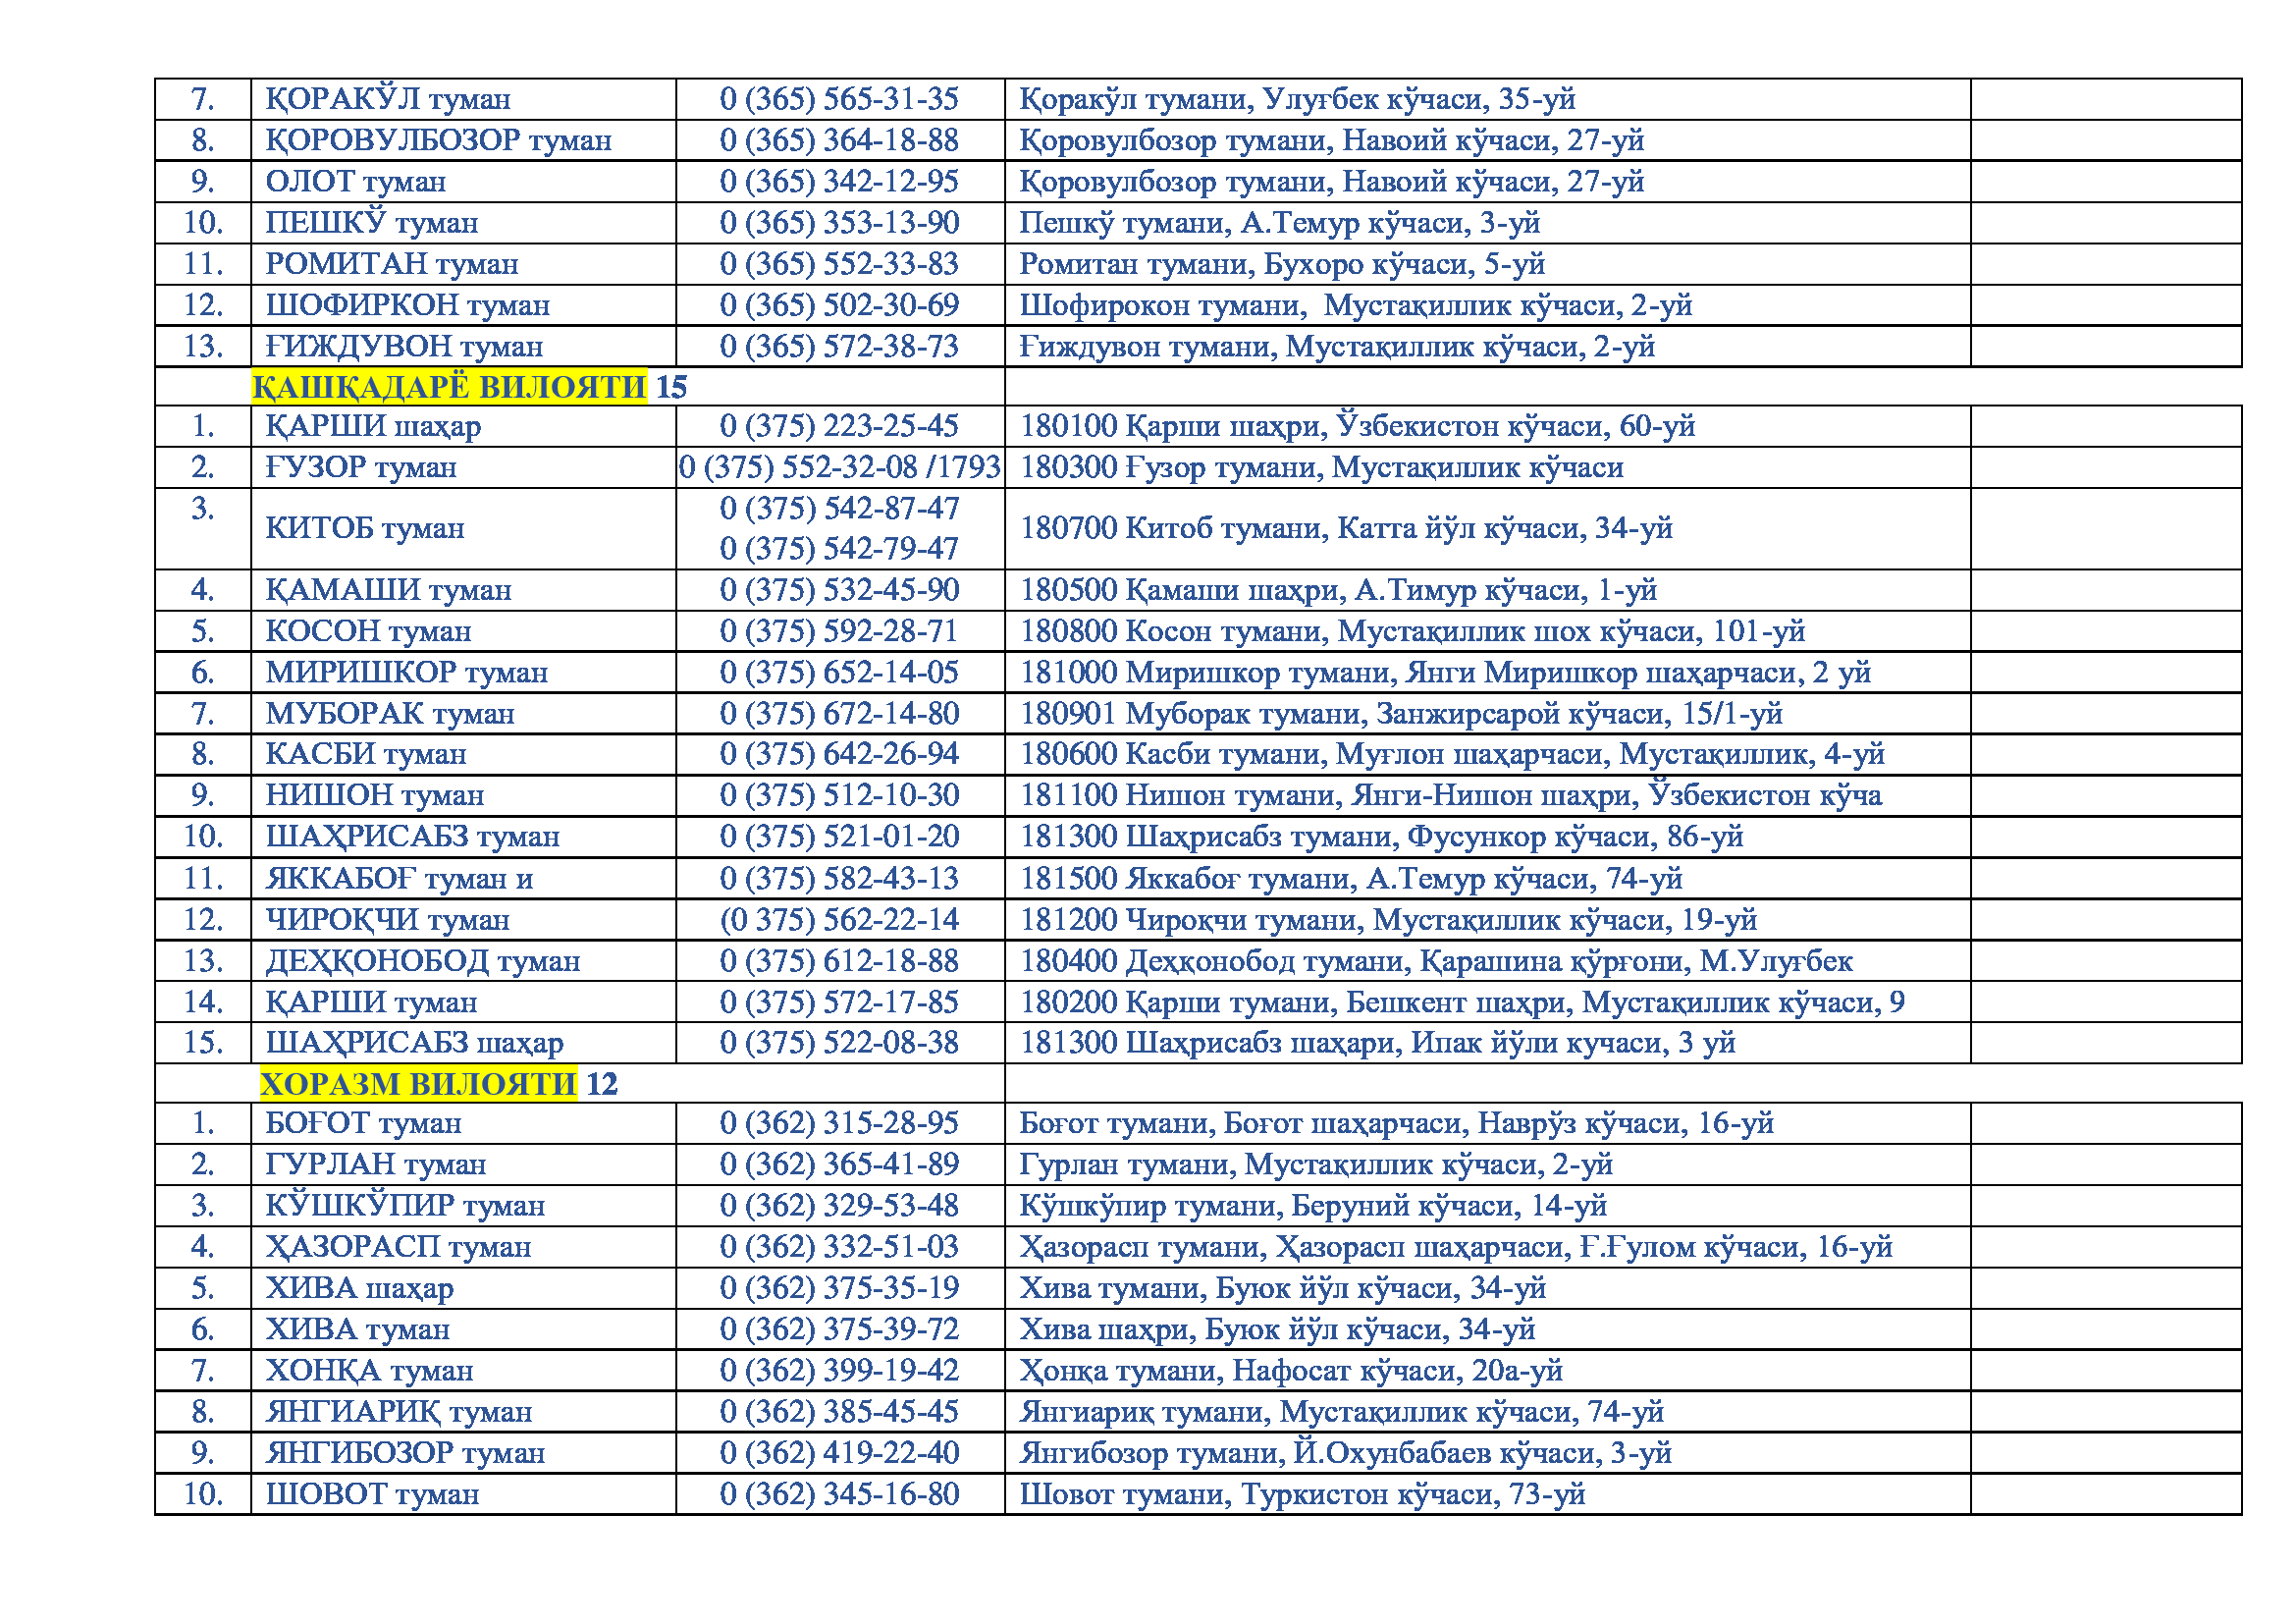 7. ҚОРАКЎЛ туман 0 (365) 565-31-35 Қоракўл тумани, Улуғбек кўчаси, 35-уй
8. ҚОРОВУЛБОЗОР туман 0 (365) 364-18-88 Қоровулбозор тумани, Навоий кўчаси, 27-уй
9. ОЛОТ туман 0 (365) 342-12-95 Қоровулбозор тумани, Навоий кўчаси, 27-уй
10. ПЕШКЎ туман 0 (365) 353-13-90 Пешкў тумани, А.Темур кўчаси, 3-уй
11. РОМИТАН туман 0 (365) 552-33-83 Ромитан тумани, Бухоро кўчаси, 5-уй
12. ШОФИРКОН туман 0 (365) 502-30-69 Шофирокон тумани, Мустақиллик кўчаси, 2-уй
13. ҒИЖДУВОН туман 0 (365) 572-38-73 Ғиждувон тумани, Мустақиллик кўчаси, 2-уй
ҚАШҚАДАРЁ ВИЛОЯТИ 15
1. ҚАРШИ шаҳар 0 (375) 223-25-45 180100 Қарши шаҳри, Ўзбекистон кўчаси, 60-уй
2. ҒУЗОР туман 0 (375) 552-32-08 /1793 180300 Ғузор тумани, Мустақиллик кўчаси
3. КИТОБ туман 0 (375) 542-87-47
0 (375) 542-79-47 180700 Китоб тумани, Катта йўл кўчаси, 34-уй
4. ҚАМАШИ туман 0 (375) 532-45-90 180500 Қамаши шаҳри, А.Тимур кўчаси, 1-уй
5. КОСОН туман 0 (375) 592-28-71 180800 Косон тумани, Мустақиллик шох кўчаси, 101-уй
6. МИРИШКОР туман 0 (375) 652-14-05 181000 Миришкор тумани, Янги Миришкор шаҳарчаси, 2 уй
7. МУБОРАК туман 0 (375) 672-14-80 180901 Муборак тумани, Занжирсарой кўчаси, 15/1-уй
8. КАСБИ туман 0 (375) 642-26-94 180600 Касби тумани, Муғлон шаҳарчаси, Мустақиллик, 4-уй
9. НИШОН туман 0 (375) 512-10-30 181100 Нишон тумани, Янги-Нишон шаҳри, Ўзбекистон кўча
10. ШАҲРИСАБЗ туман 0 (375) 521-01-20 181300 Шаҳрисабз тумани, Фусункор кўчаси, 86-уй
11. ЯККАБОҒ туман и 0 (375) 582-43-13 181500 Яккабоғ тумани, А.Темур кўчаси, 74-уй
12. ЧИРОҚЧИ туман (0 375) 562-22-14 181200 Чироқчи тумани, Мустақиллик кўчаси, 19-уй
13. ДЕҲҚОНОБОД туман 0 (375) 612-18-88 180400 Деҳқонобод тумани, Қарашина қўрғони, М.Улуғбек
14. ҚАРШИ туман 0 (375) 572-17-85 180200 Қарши тумани, Бешкент шаҳри, Мустақиллик кўчаси, 9
15. ШАҲРИСАБЗ шаҳар 0 (375) 522-08-38 181300 Шаҳрисабз шаҳари, Ипак йўли кучаси, 3 уй
ХОРАЗМ ВИЛОЯТИ 12
1. БОҒОТ туман 0 (362) 315-28-95 Боғот тумани, Боғот шаҳарчаси, Наврўз кўчаси, 16-уй
2. ГУРЛАН туман 0 (362) 365-41-89 Гурлан тумани, Мустақиллик кўчаси, 2-уй
3. КЎШКЎПИР туман 0 (362) 329-53-48 Кўшкўпир тумани, Беруний кўчаси, 14-уй
4. ҲАЗОРАСП туман 0 (362) 332-51-03 Ҳазорасп тумани, Ҳазорасп шаҳарчаси, Ғ.Ғулом кўчаси, 16-уй
5. ХИВА шаҳар 0 (362) 375-35-19 Хива тумани, Буюк йўл кўчаси, 34-уй
6. ХИВА туман 0 (362) 375-39-72 Хива шаҳри, Буюк йўл кўчаси, 34-уй
7. ХОНҚА туман 0 (362) 399-19-42 Ҳонқа тумани, Нафосат кўчаси, 20а-уй
8. ЯНГИАРИҚ туман 0 (362) 385-45-45 Янгиариқ тумани, Мустақиллик кўчаси, 74-уй
9. ЯНГИБОЗОР туман 0 (362) 419-22-40 Янгибозор тумани, Й.Охунбабаев кўчаси, 3-уй
10. ШОВОТ туман 0 (362) 345-16-80 Шовот тумани, Туркистон кўчаси, 73-уй